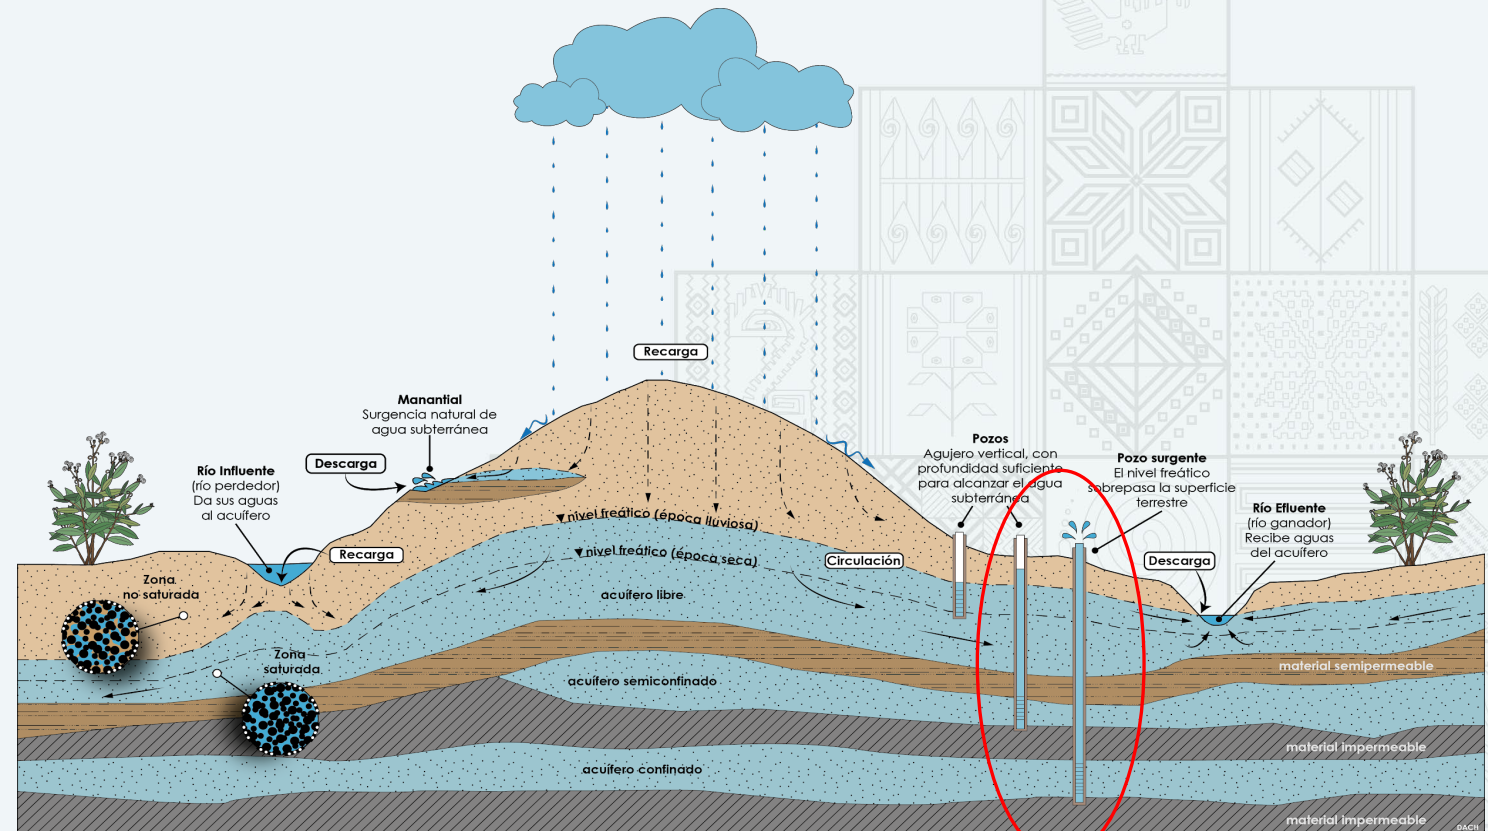 Recarga
Manantial
Surgencia natural de
agua subterránea
Descarga
Río Influente
(río perdedor)
Da sus aguas
al acuífero
Recarga
Pozos
Agujero vertical, con
profundidad suficiente
para alcanzar el agua
subterránea
Pozo surgente
El nivel freático
sobrepasa la superficie
terrestre
Río Efluente
(río ganador)
Recibe aguas
del acuífero
Descarga
nivel freático (época lluviosa)
nivel freático (época seca)
Circulación
Zona
no saturada
acuífero libre
Zona
saturada
material semipermeable
acuífero semiconfinado
material impermeable
acuífero confinado
material impermeable
DACH